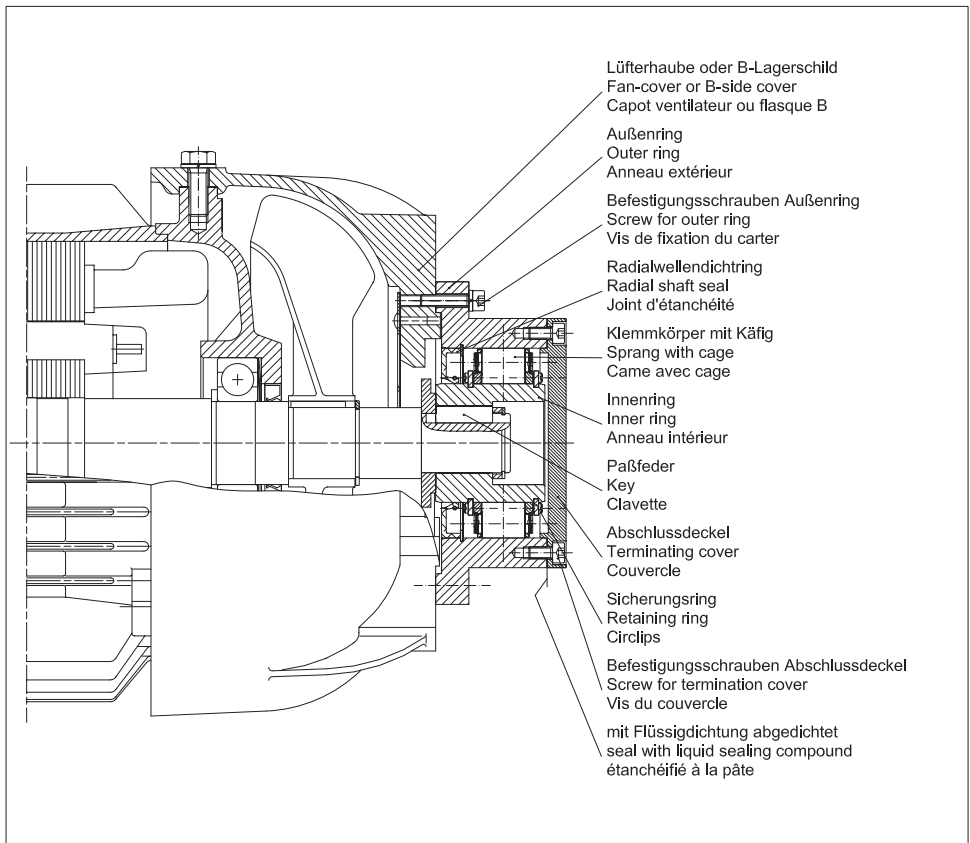 Lüfterhaube oder B-Lagerschild
Fan-cover or B-side cover
Capot ventilateur ou flasque B
Außenring
Outer ring
Anneau extérieur
Befestigungsschrauben Außenring
Screw for outer ring
Vis de fixation du carter
Radialwellendichtring
Radial shaft seal
Joint d'étanchéité
Klemmkörper mit Käfig
Sprang with cage
Came avec cage
Innenring
Inner ring
Anneau intérieur
Paßfeder
Key
Clavette
Abschlussdeckel
Terminating cover
Couvercle
Sicherungsring
Retaining ring
Circlips
Befestigungsschrauben Abschlussdeckel
Screw for termination cover
Vis du couvercle
mit Flüssigdichtung abgedichtet
seal with liquid sealing compound
étanchéifié à la pâte